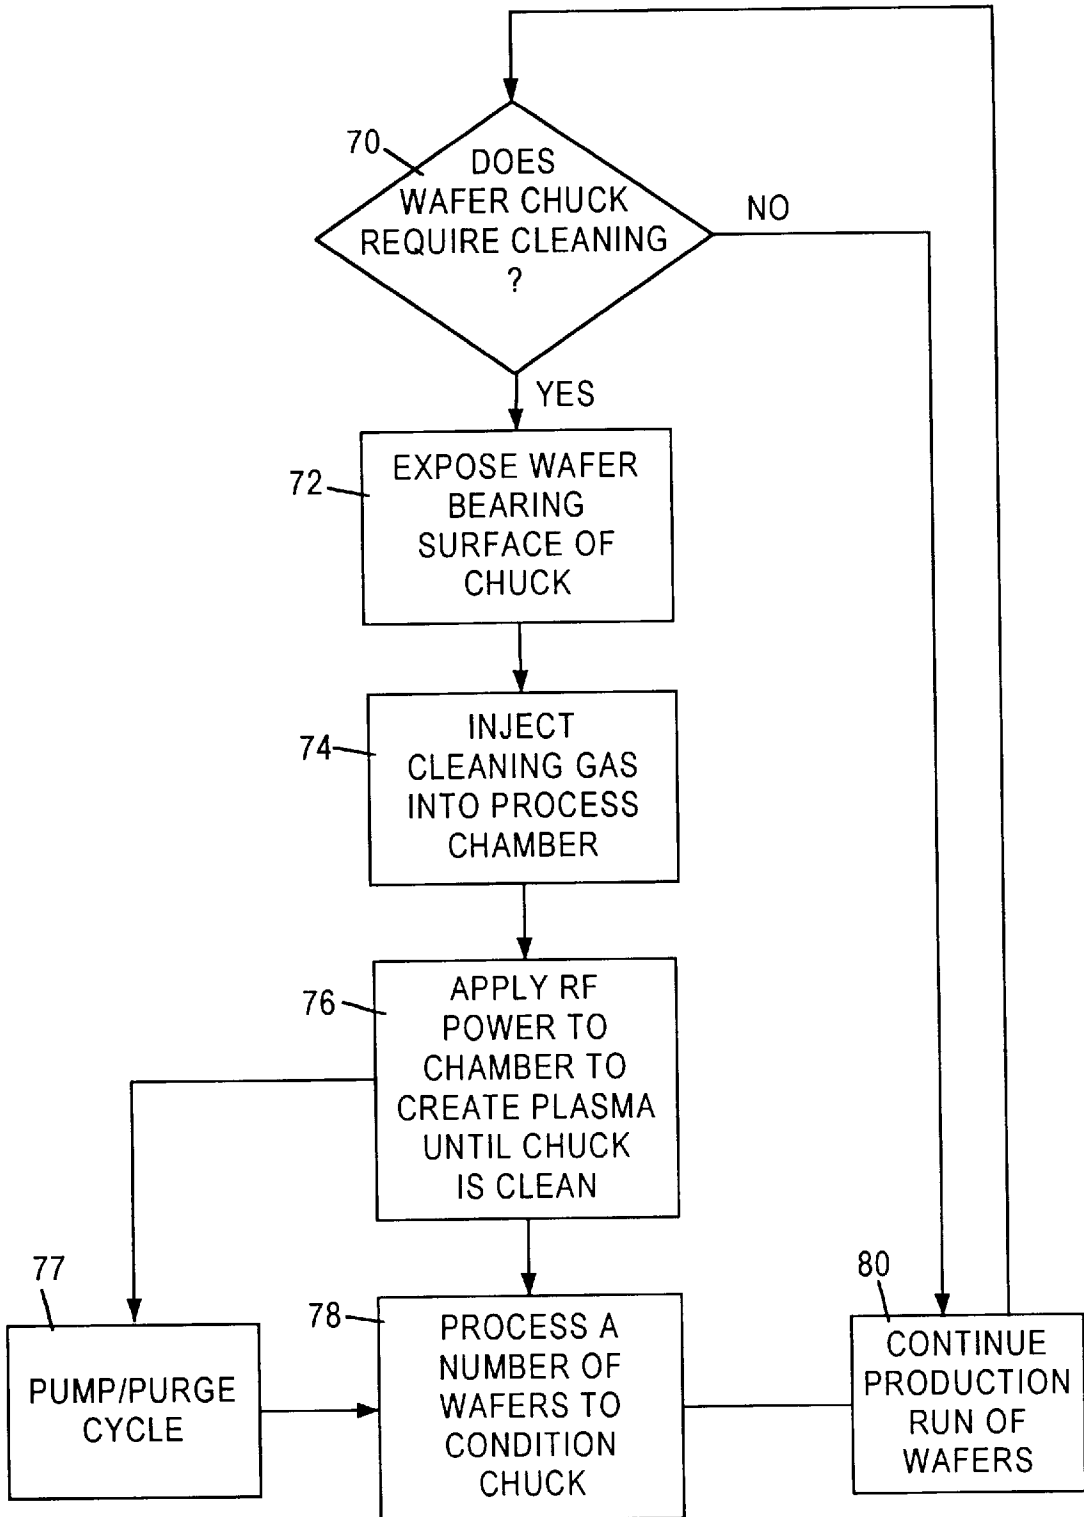 70
DOES
WAFER CHUCK
REQUIRE CLEANING
?
NO
YES
72
EXPOSE WAFER
BEARING
SURFACE OF
CHUCK
74
INJECT
CLEANING GAS
INTO PROCESS
CHAMBER
76
APPLY RF
POWER TO
CHAMBER TO
CREATE PLASMA
UNTIL CHUCK
IS CLEAN
77
PUMP/PURGE
CYCLE
78
PROCESS A
NUMBER OF
WAFERS TO
CONDITION
CHUCK
80
CONTINUE
PRODUCTION
RUN OF
WAFERS